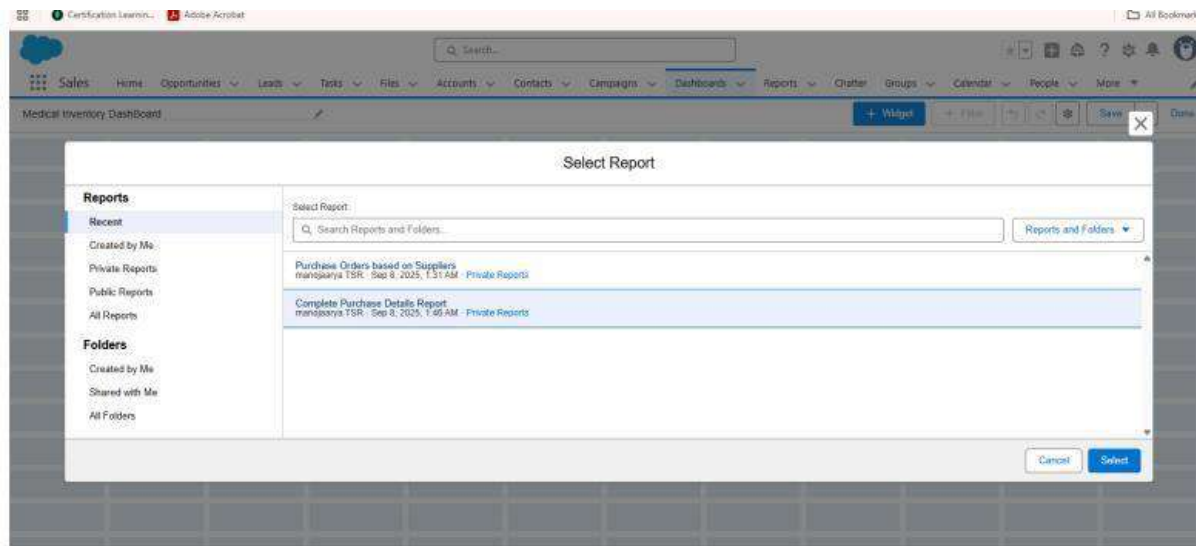 Certification Learnin... Adobe Acrobat All Bookmark
Search...
Sales Home Opportunities Leads Tasks Files Accounts Contacts Campaigns Dashboards Reports Chatter Groups Calendar People More
Medical Inventory DashBoard + Widget + Filter Save Done
Select Report
Reports
Recent
Created by Me
Private Reports
Public Reports
All Reports
Folders
Created by Me
Shared with Me
All Folders
Select Report
Search Reports and Folders...
Reports and Folders
Purchase Orders based on Suppliers
manojaarya TSR · Sep 8, 2025, 1:31 AM · Private Reports
Complete Purchase Details Report
manojaarya TSR · Sep 8, 2025, 1:46 AM · Private Reports
Cancel Select